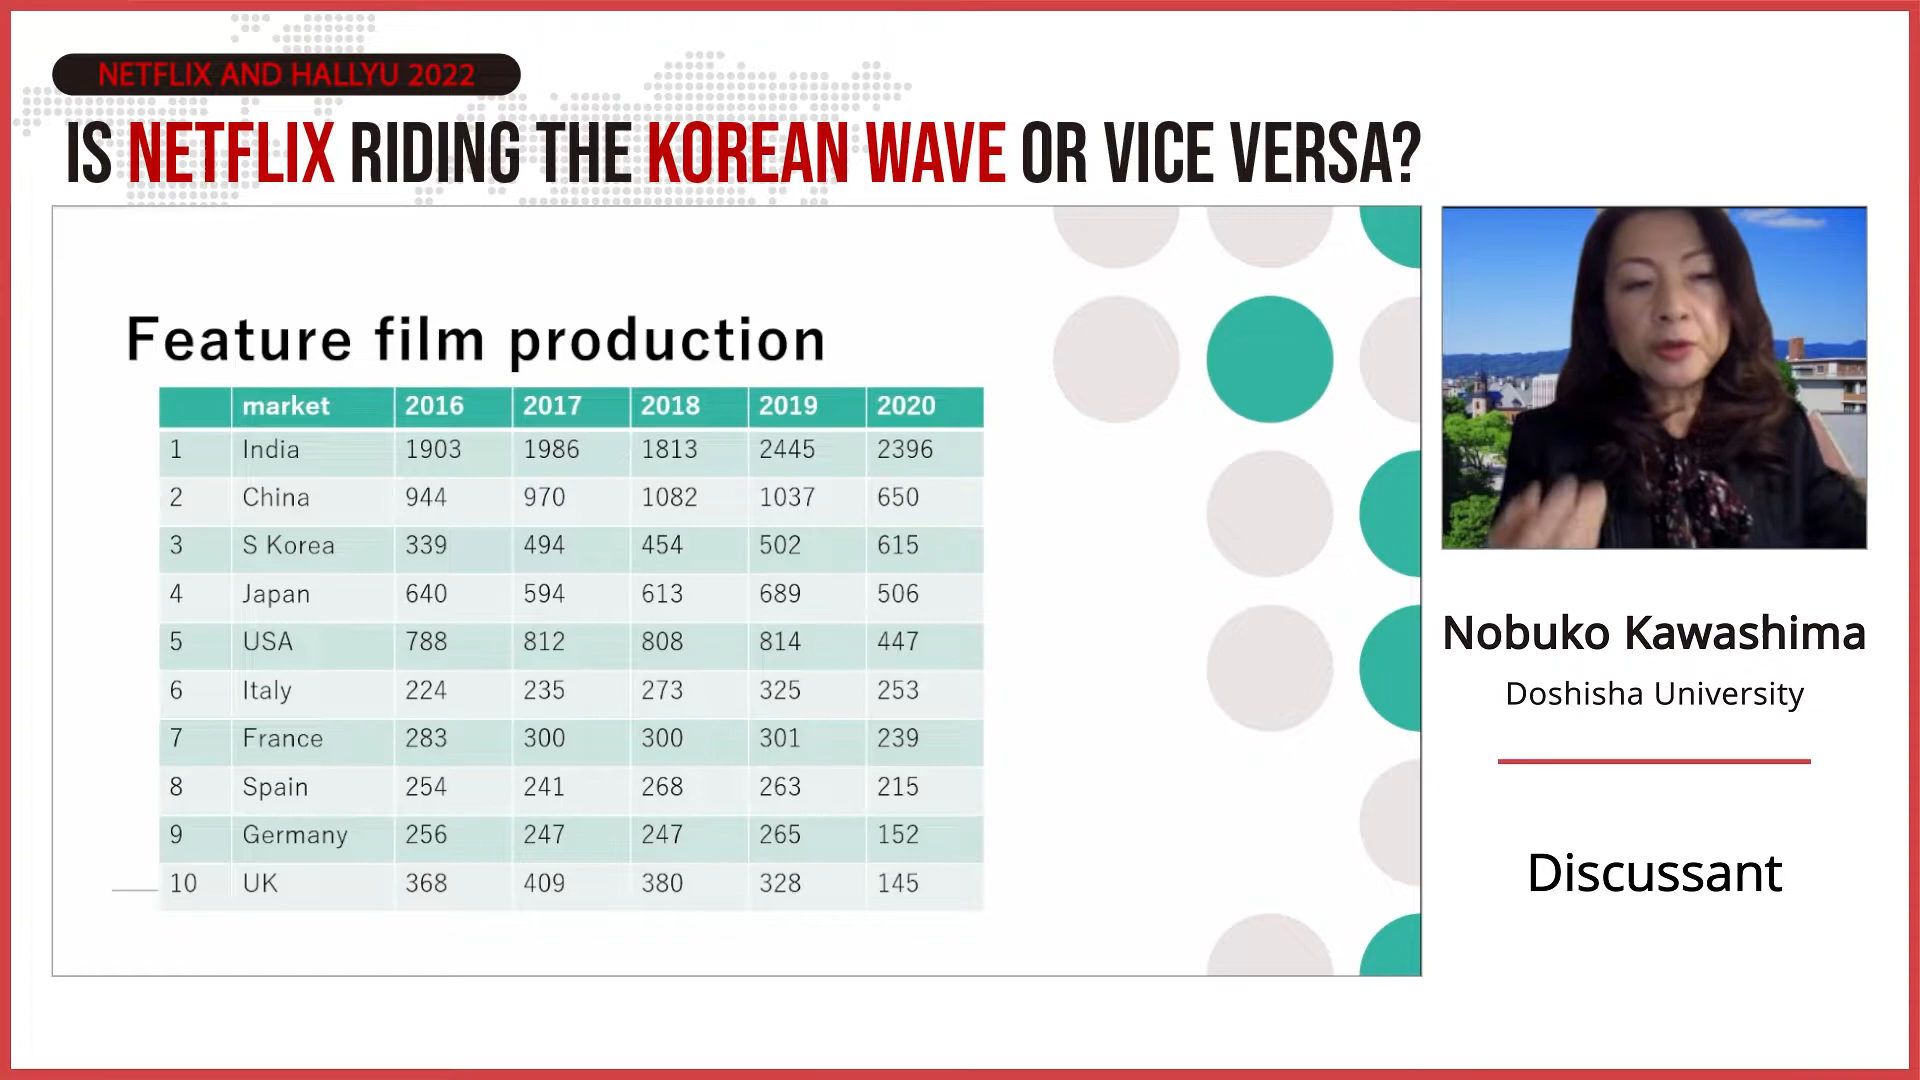 NETFLIX AND HALLYU 2022
IS NETFLIX RIDING THE KOREAN WAVE OR VICE VERSA?
Feature film production
market 2016 2017 2018 2019 2020
1 India 1903 1986 1813 2445 2396
2 China 944 970 1082 1037 650
3 S Korea 339 494 454 502 615
4 Japan 640 594 613 689 506
5 USA 788 812 808 814 447
6 Italy 224 235 273 325 253
7 France 283 300 300 301 239
8 Spain 254 241 268 263 215
9 Germany 256 247 247 265 152
10 UK 368 409 380 328 145
Nobuko Kawashima
Doshisha University
Discussant